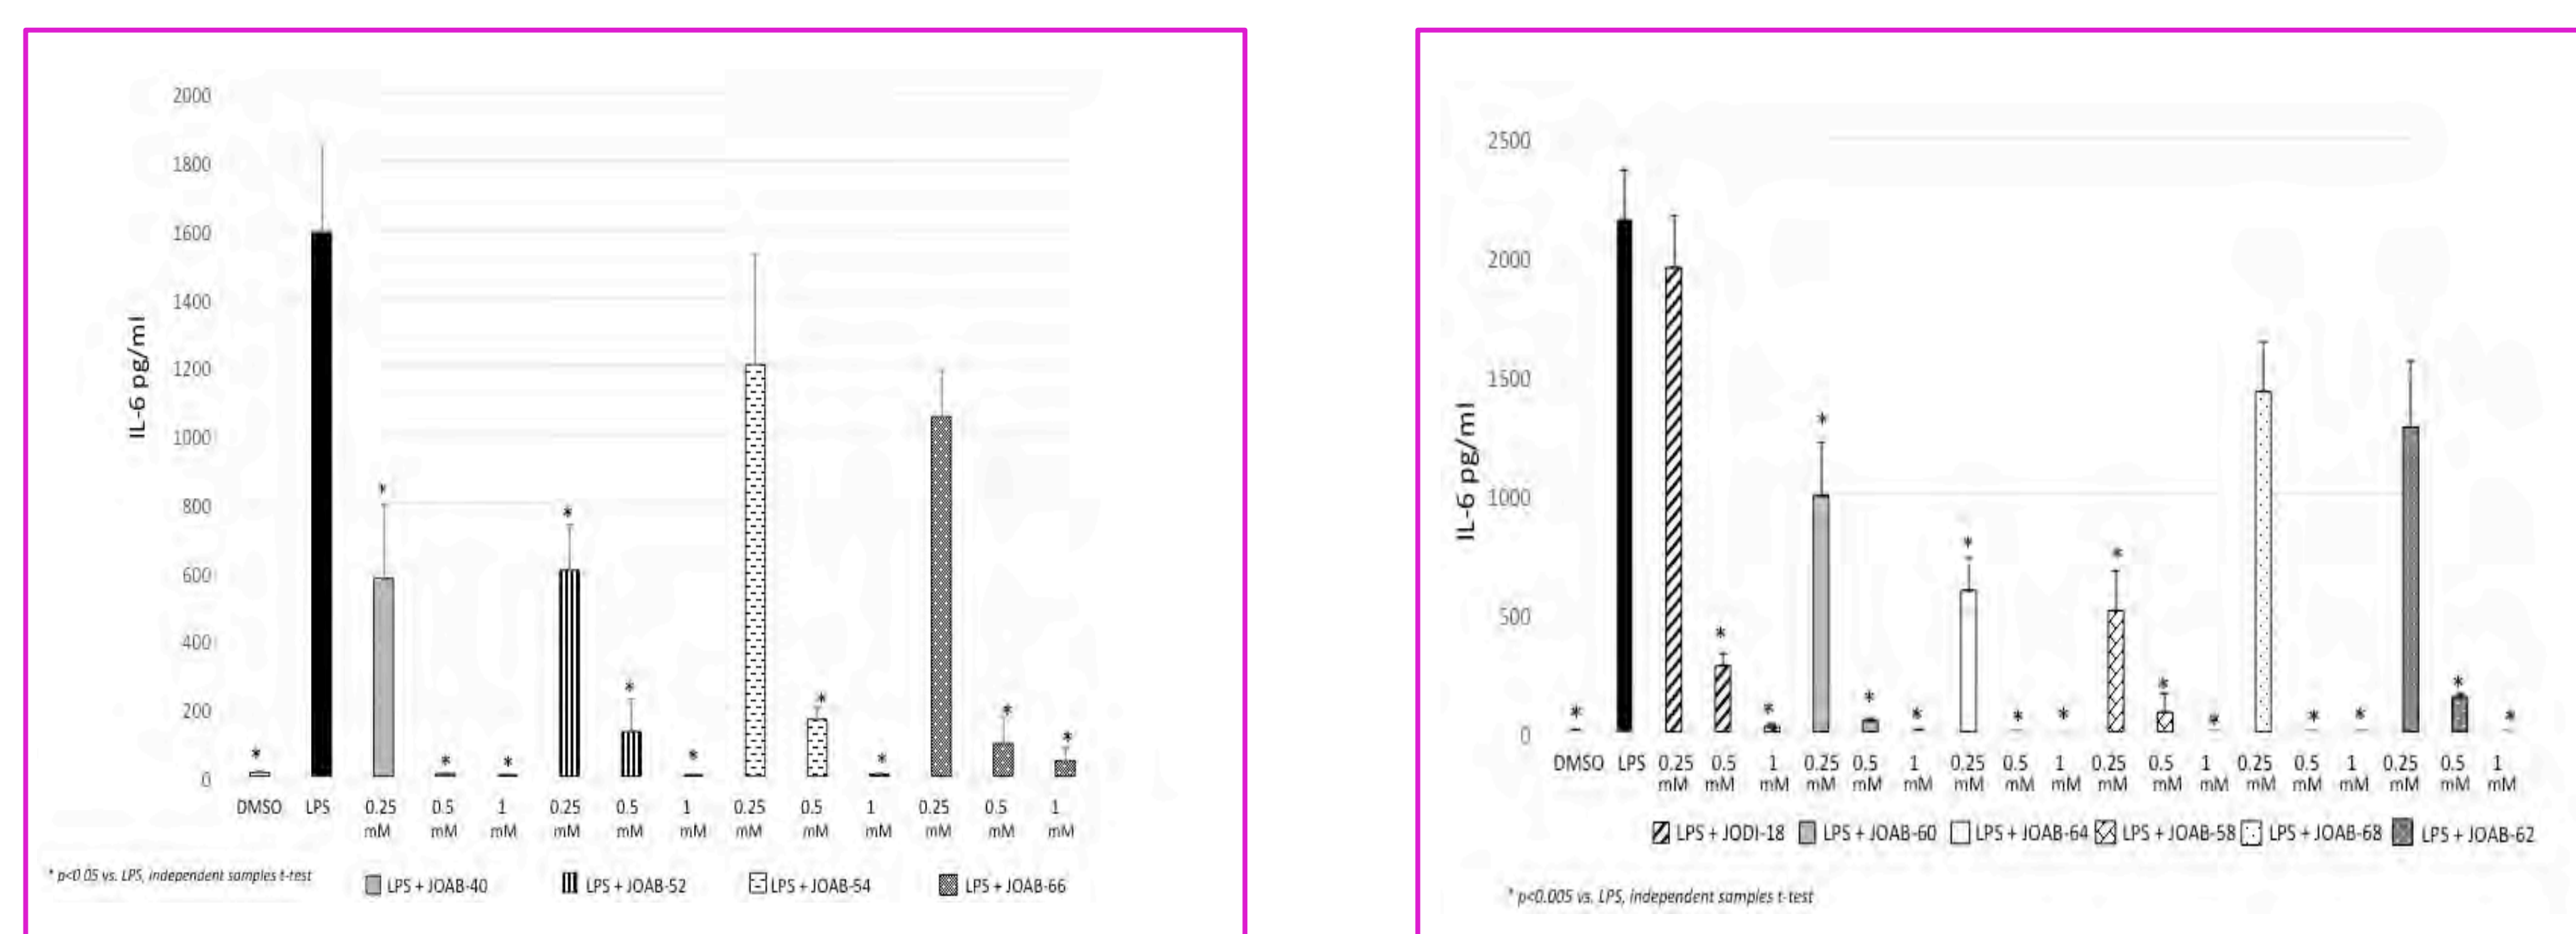 2000
1800
1600
1400
1200
1000
800
600
400
200
0
IL-6 pg/ml
* * * * * * * * * * * *
DMSO LPS 0.25 mM 0.5 mM 1 mM 0.25 mM 0.5 mM 1 mM 0.25 mM 0.5 mM 1 mM 0.25 mM 0.5 mM 1 mM
LPS + JOAB-40 LPS + JOAB-52 LPS + JOAB-54 LPS + JOAB-66
* p<0 05 vs. LPS, independent samples t-test
2500
2000
1500
1000
500
0
IL-6 pg/ml
* * * * * * * * * * * * * * * *
DMSO LPS 0.25 mM 0.5 mM 1 mM 0.25 mM 0.5 mM 1 mM 0.25 mM 0.5 mM 1 mM 0.25 mM 0.5 mM 1 mM 0.25 mM 0.5 mM 1 mM 0.25 mM 0.5 mM 1 mM
LPS + JODI-18 LPS + JOAB-60 LPS + JOAB-64 LPS + JOAB-58 LPS + JOAB-68 LPS + JOAB-62
* p<0.005 vs. LPS, independent samples t-test